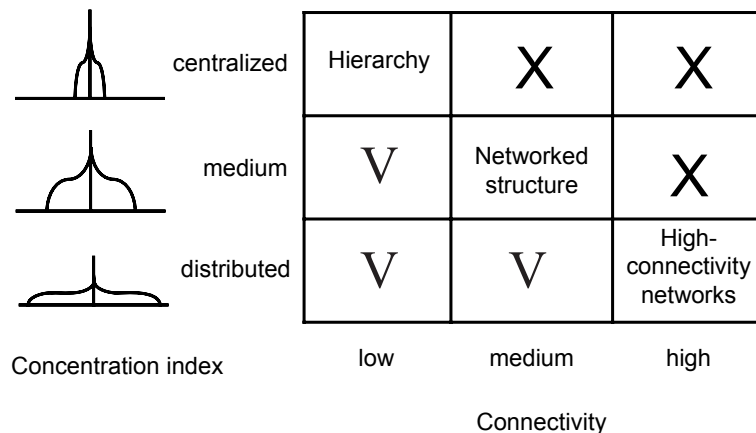 centralized
Hierarchy
X
X
medium
V
Networked
structure
X
distributed
V
V
High-
connectivity
networks
Concentration index
low
medium
high
Connectivity